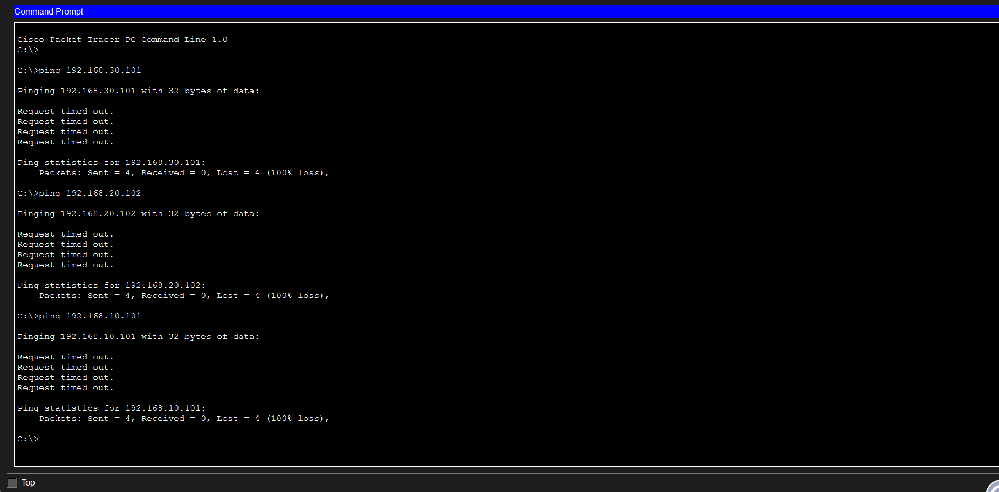 Command Prompt
Cisco Packet Tracer PC Command Line 1.0
C:\>
C:\>ping 192.168.30.101
Pinging 192.168.30.101 with 32 bytes of data:
Request timed out.
Request timed out.
Request timed out.
Request timed out.
Ping statistics for 192.168.30.101:
    Packets: Sent = 4, Received = 0, Lost = 4 (100% loss),
C:\>ping 192.168.20.102
Pinging 192.168.20.102 with 32 bytes of data:
Request timed out.
Request timed out.
Request timed out.
Request timed out.
Ping statistics for 192.168.20.102:
    Packets: Sent = 4, Received = 0, Lost = 4 (100% loss),
C:\>ping 192.168.10.101
Pinging 192.168.10.101 with 32 bytes of data:
Request timed out.
Request timed out.
Request timed out.
Request timed out.
Ping statistics for 192.168.10.101:
    Packets: Sent = 4, Received = 0, Lost = 4 (100% loss),
C:\>
Top